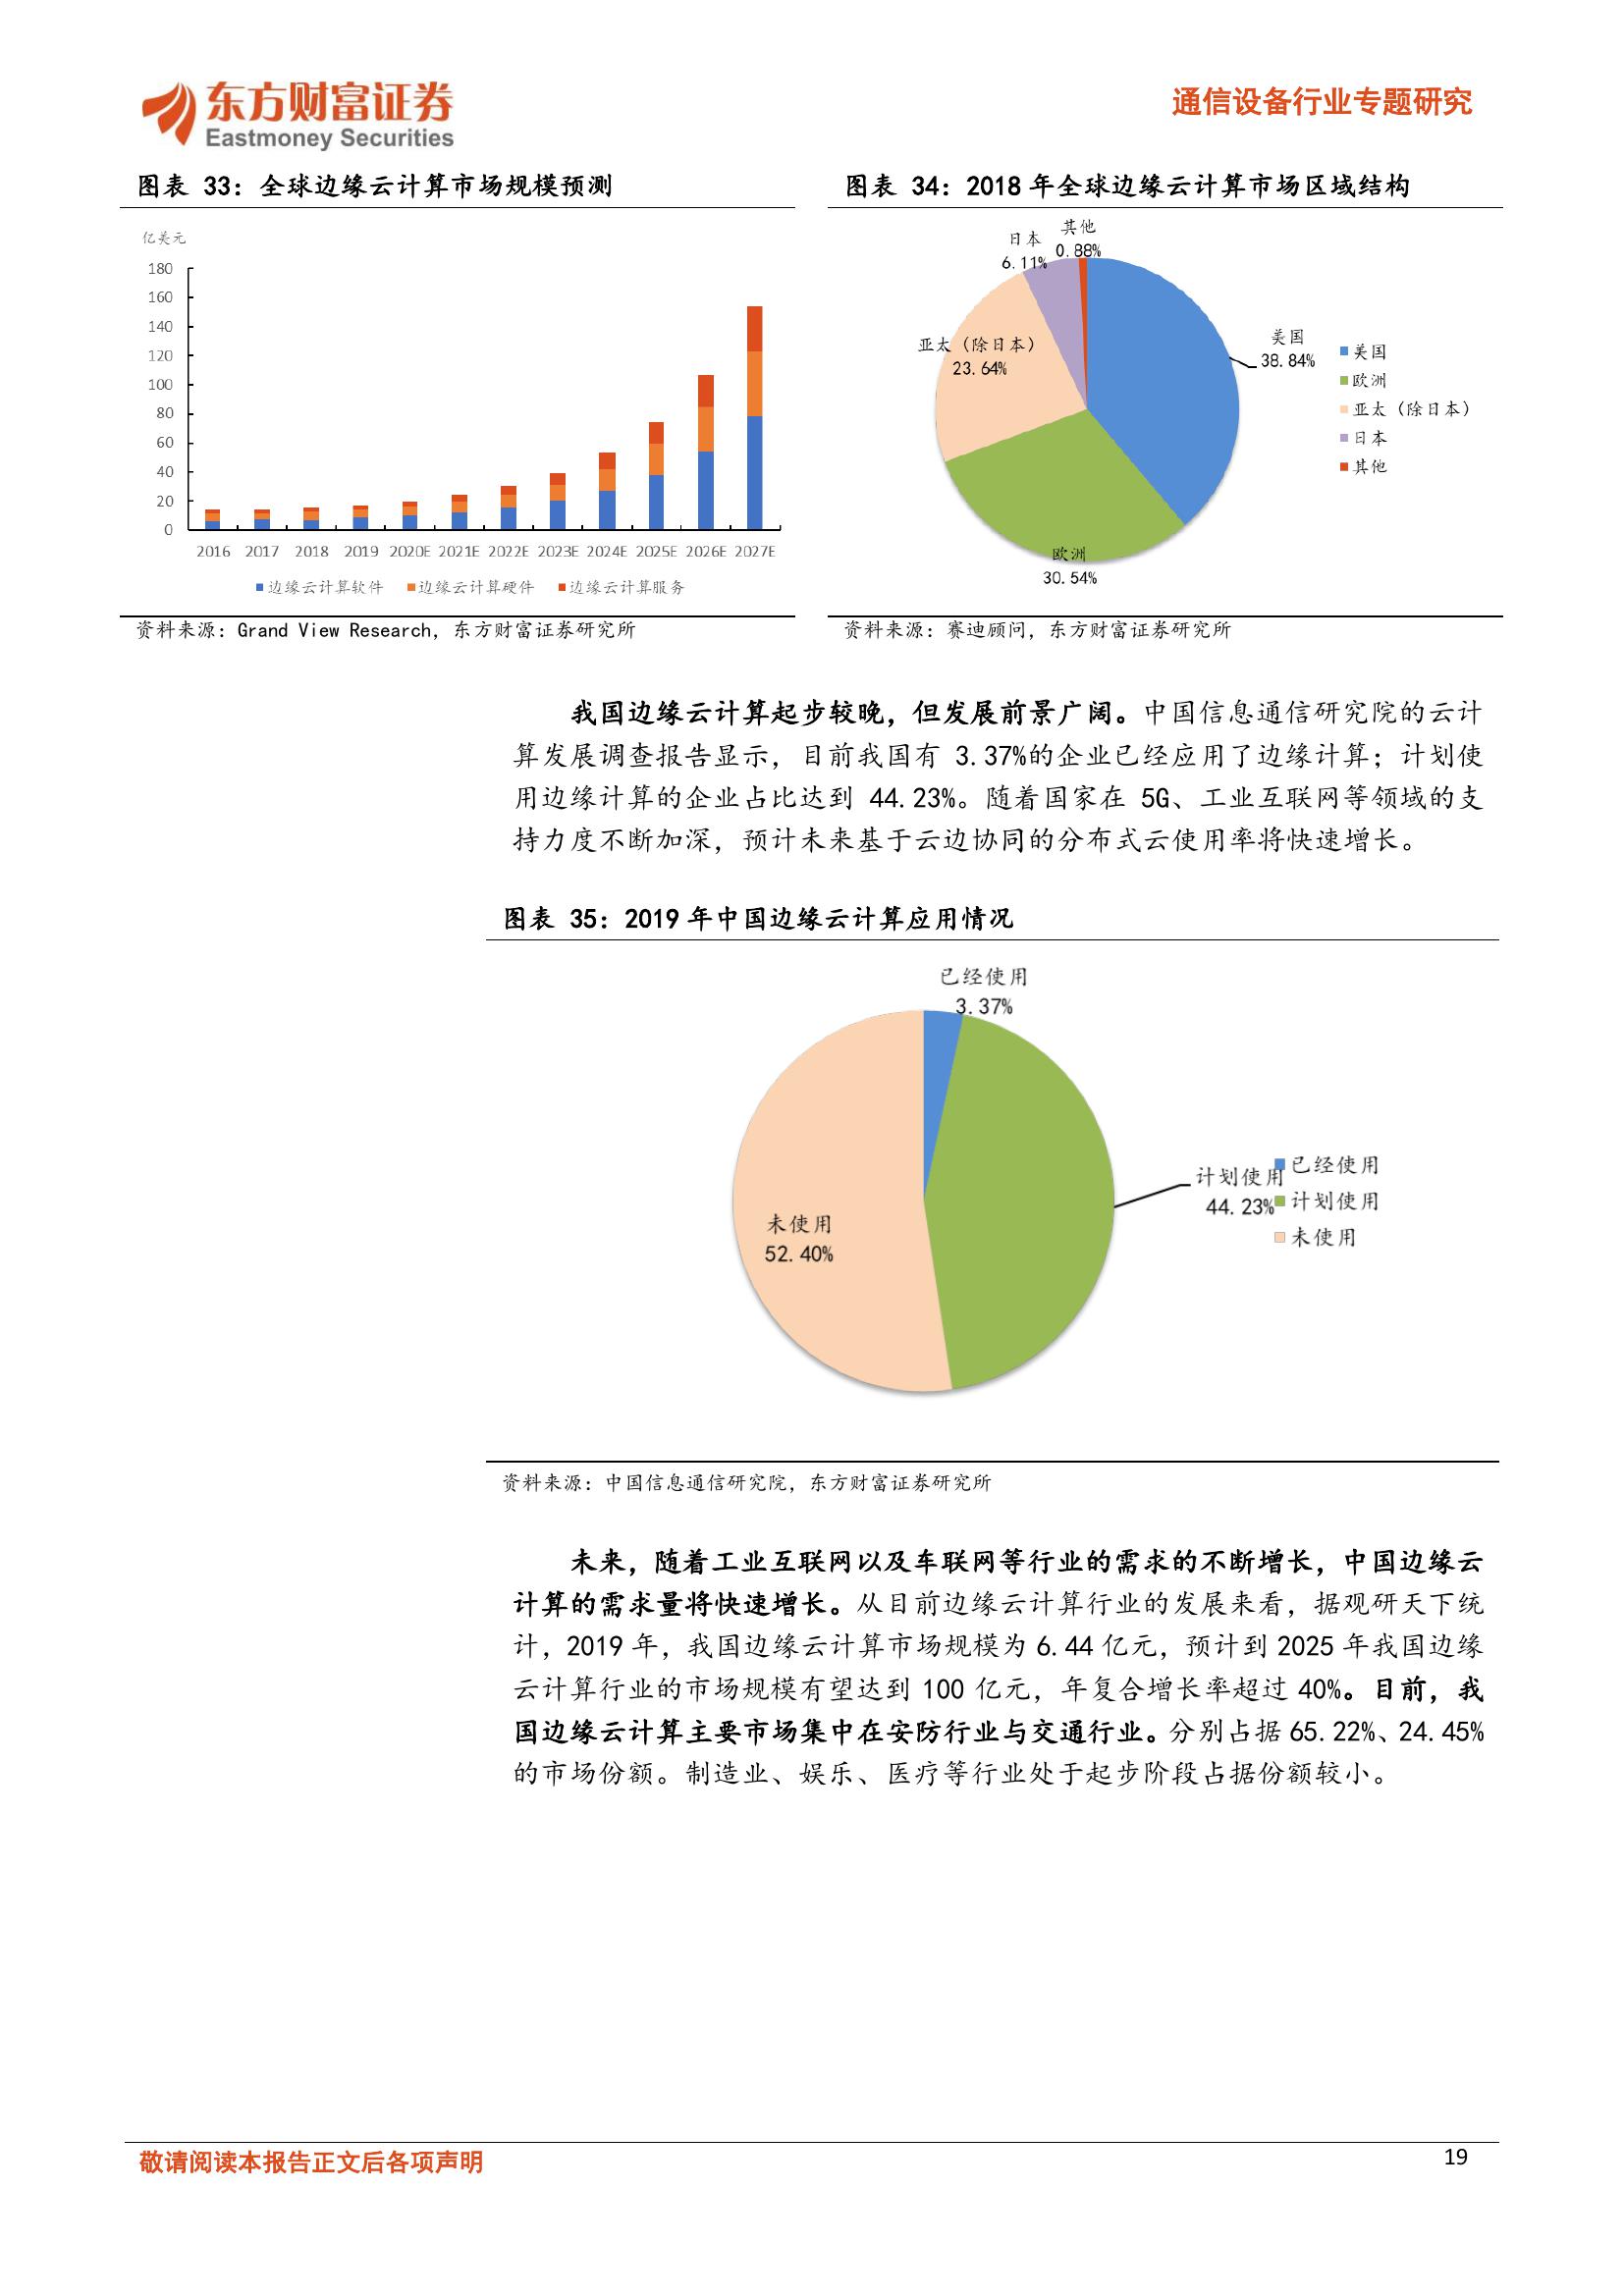 东方财富证券
Eastmoney Securities
通信设备行业专题研究
图表 33：全球边缘云计算市场规模预测
亿美元
180
160
140
120
100
80
60
40
20
0
2016 2017 2018 2019 2020E 2021E 2022E 2023E 2024E 2025E 2026E 2027E
边缘云计算软件 边缘云计算硬件 边缘云计算服务
资料来源：Grand View Research，东方财富证券研究所
图表 34：2018 年全球边缘云计算市场区域结构
其他
0.88%
日本
6.11%
亚太（除日本）
23.64%
美国
38.84%
欧洲
30.54%
美国
欧洲
亚太（除日本）
日本
其他
资料来源：赛迪顾问，东方财富证券研究所
我国边缘云计算起步较晚，但发展前景广阔。中国信息通信研究院的云计
算发展调查报告显示，目前我国有 3.37%的企业已经应用了边缘计算；计划使
用边缘计算的企业占比达到 44.23%。随着国家在 5G、工业互联网等领域的支
持力度不断加深，预计未来基于云边协同的分布式云使用率将快速增长。
图表 35：2019 年中国边缘云计算应用情况
已经使用
3.37%
计划使用
44.23%
未使用
52.40%
已经使用
计划使用
未使用
资料来源：中国信息通信研究院，东方财富证券研究所
未来，随着工业互联网以及车联网等行业的需求的不断增长，中国边缘云
计算的需求量将快速增长。从目前边缘云计算行业的发展来看，据观研天下统
计，2019 年，我国边缘云计算市场规模为 6.44 亿元，预计到 2025 年我国边缘
云计算行业的市场规模有望达到 100 亿元，年复合增长率超过 40%。目前，我
国边缘云计算主要市场集中在安防行业与交通行业。分别占据 65.22%、24.45%
的市场份额。制造业、娱乐、医疗等行业处于起步阶段占据份额较小。
敬请阅读本报告正文后各项声明
19